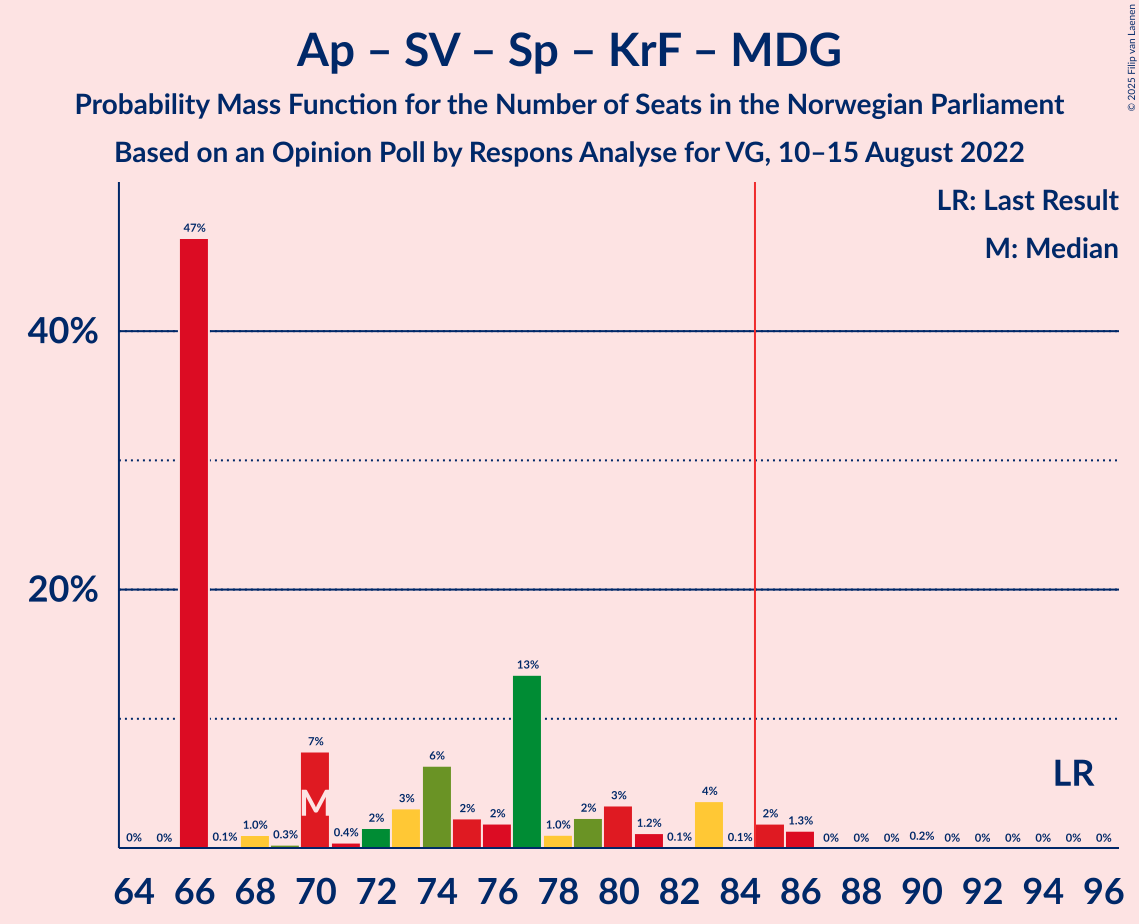 Ap – SV – Sp – KrF – MDG
Probability Mass Function for the Number of Seats in the Norwegian Parliament
Based on an Opinion Poll by Respons Analyse for VG, 10–15 August 2022
© 2025 Filip van Laenen
LR: Last Result
M: Median
40%
20%
0% 0% 47% 0.1% 1.0% 0.3% 7% 0.4% 2% 3% 6% 2% 2% 13% 1.0% 2% 3% 1.2% 0.1% 4% 0.1% 2% 1.3% 0% 0% 0% 0.2% 0% 0% 0% 0% 0% 0%
M
LR
64 66 68 70 72 74 76 78 80 82 84 86 88 90 92 94 96